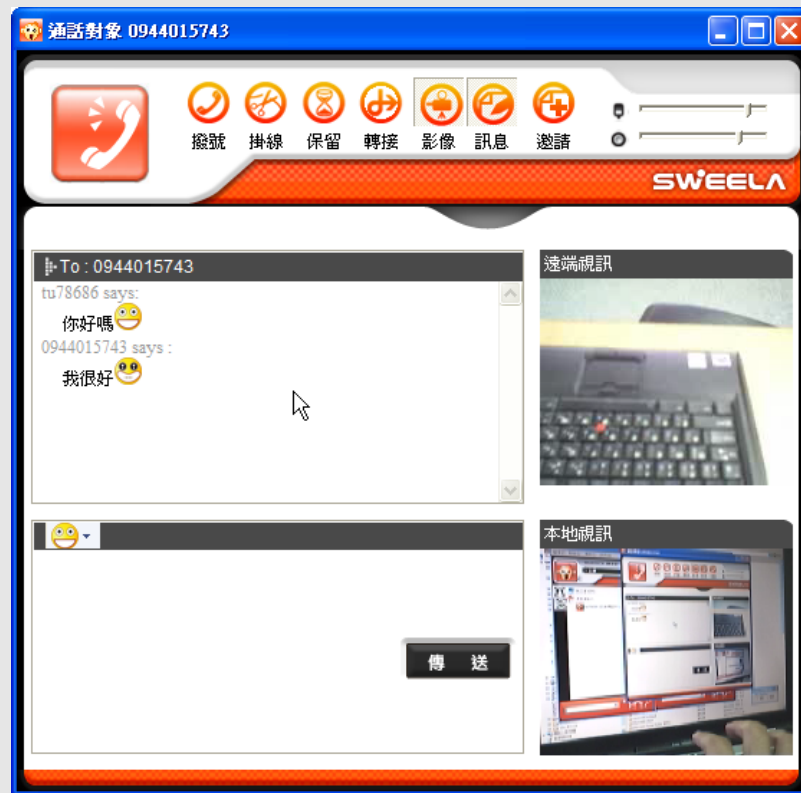 通話對象 0944015743
撥號 掛線 保留 轉接 影像 訊息 邀請
SWEELA
To : 0944015743
遠端視訊
tu78686 says:
你好嗎
0944015743 says :
我很好
本地視訊
傳 送